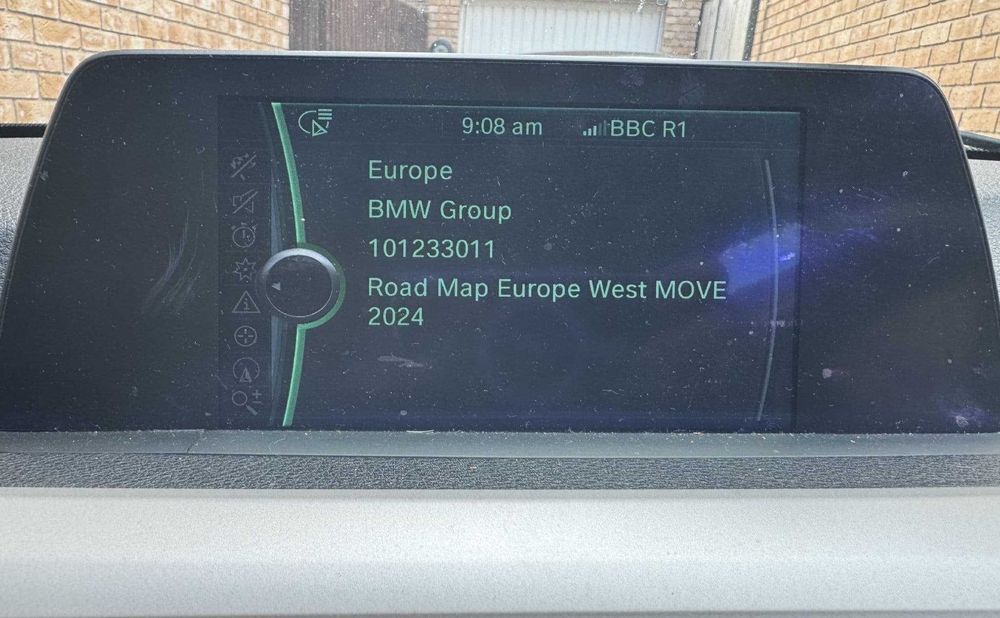 9:08 am BBC R1
Europe
BMW Group
101233011
Road Map Europe West MOVE
2024